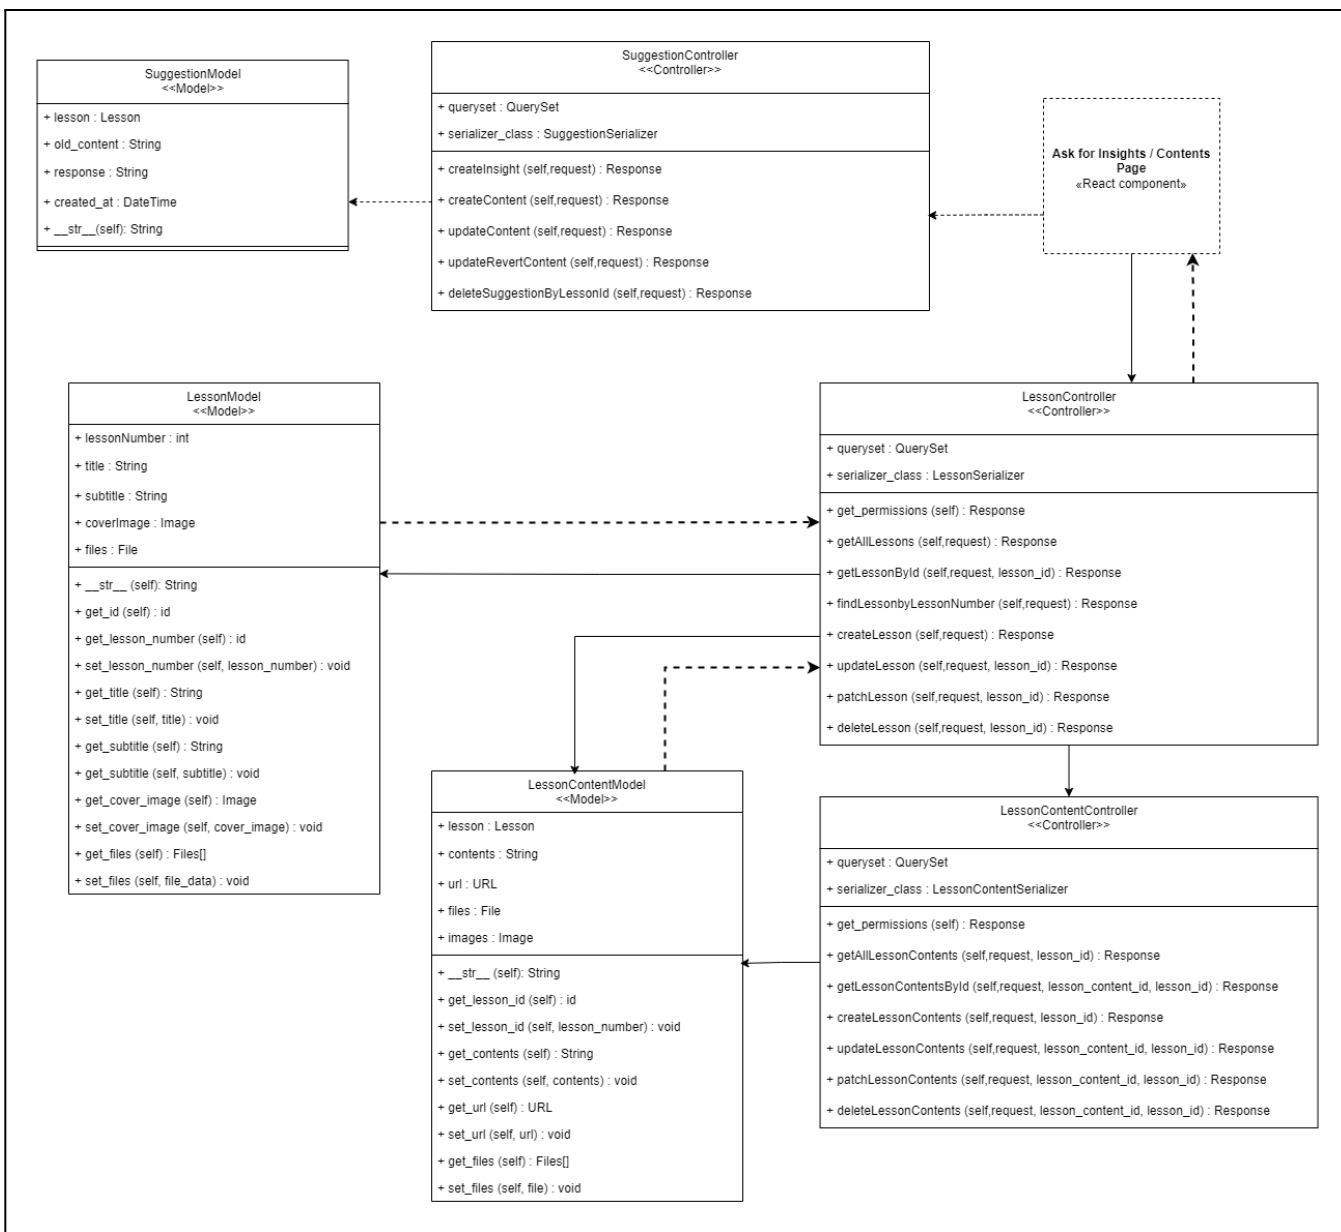 SuggestionModel
<<Model>>
+ lesson : Lesson
+ old_content : String
+ response : String
+ created_at : DateTime
+ __str__(self): String
SuggestionController
<<Controller>>
+ queryset : QuerySet
+ serializer_class : SuggestionSerializer
+ createInsight (self,request) : Response
+ createContent (self,request) : Response
+ updateContent (self,request) : Response
+ updateRevertContent (self,request) : Response
+ deleteSuggestionByLessonId (self,request) : Response
Ask for Insights / Contents
Page
«React component»
LessonModel
<<Model>>
+ lessonNumber : int
+ title : String
+ subtitle : String
+ coverImage : Image
+ files : File
+ __str__ (self): String
+ get_id (self) : id
+ get_lesson_number (self) : id
+ set_lesson_number (self, lesson_number) : void
+ get_title (self) : String
+ set_title (self, title) : void
+ get_subtitle (self) : String
+ get_subtitle (self, subtitle) : void
+ get_cover_image (self) : Image
+ set_cover_image (self, cover_image) : void
+ get_files (self) : Files[]
+ set_files (self, file_data) : void
LessonController
<<Controller>>
+ queryset : QuerySet
+ serializer_class : LessonSerializer
+ get_permissions (self) : Response
+ getAllLessons (self,request) : Response
+ getLessonById (self,request, lesson_id) : Response
+ findLessonbyLessonNumber (self,request) : Response
+ createLesson (self,request) : Response
+ updateLesson (self,request, lesson_id) : Response
+ patchLesson (self,request, lesson_id) : Response
+ deleteLesson (self,request, lesson_id) : Response
LessonContentModel
<<Model>>
+ lesson : Lesson
+ contents : String
+ url : URL
+ files : File
+ images : Image
+ __str__ (self): String
+ get_lesson_id (self) : id
+ set_lesson_id (self, lesson_number) : void
+ get_contents (self) : String
+ set_contents (self, contents) : void
+ get_url (self) : URL
+ set_url (self, url) : void
+ get_files (self) : Files[]
+ set_files (self, file) : void
LessonContentController
<<Controller>>
+ queryset : QuerySet
+ serializer_class : LessonContentSerializer
+ get_permissions (self) : Response
+ getAllLessonContents (self,request, lesson_id) : Response
+ getLessonContentsById (self,request, lesson_content_id, lesson_id) : Response
+ createLessonContents (self,request, lesson_id) : Response
+ updateLessonContents (self,request, lesson_content_id, lesson_id) : Response
+ patchLessonContents (self,request, lesson_content_id, lesson_id) : Response
+ deleteLessonContents (self,request, lesson_content_id, lesson_id) : Response